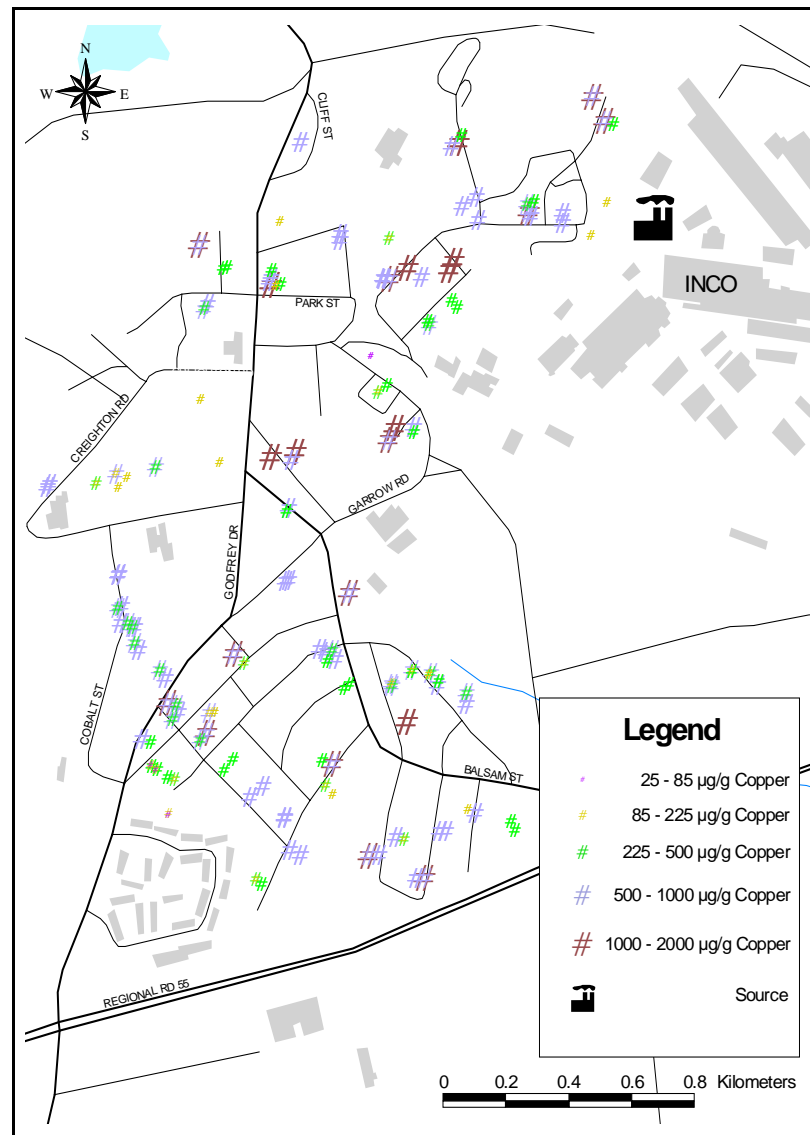 N
W E
S
CLIFF ST
INCO
PARK ST
CREIGHTON RD
GARROW RD
GODFREY DR
COBALT ST
BALSAM ST
REGIONAL RD 55
Legend
25 - 85 µg/g Copper
85 - 225 µg/g Copper
225 - 500 µg/g Copper
500 - 1000 µg/g Copper
1000 - 2000 µg/g Copper
Source
0 0.2 0.4 0.6 0.8 Kilometers